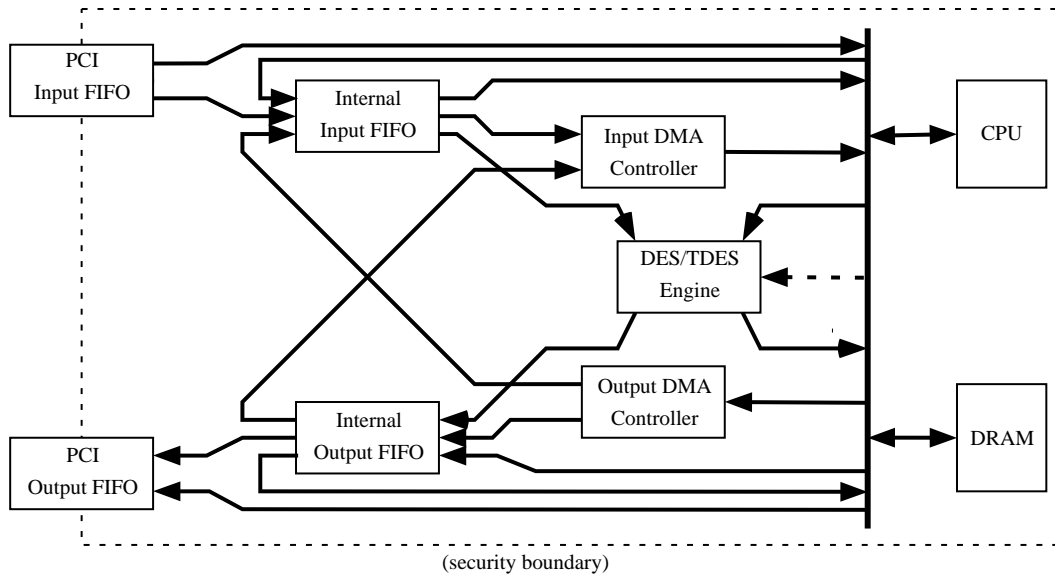 PCI
Input FIFO
Internal
Input FIFO
Input DMA
Controller
CPU
DES/TDES
Engine
Output DMA
Controller
Internal
Output FIFO
PCI
Output FIFO
DRAM
(security boundary)